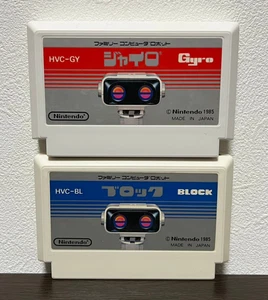 ファミリー コンピュータ ロボット
HVC-GY
ジャイロ
Gyro
Nintendo
© Nintendo 1985
MADE IN JAPAN
ファミリー コンピュータ ロボット
HVC-BL
ブロック
BLOCK
Nintendo
© Nintendo 1985
MADE IN JAPAN